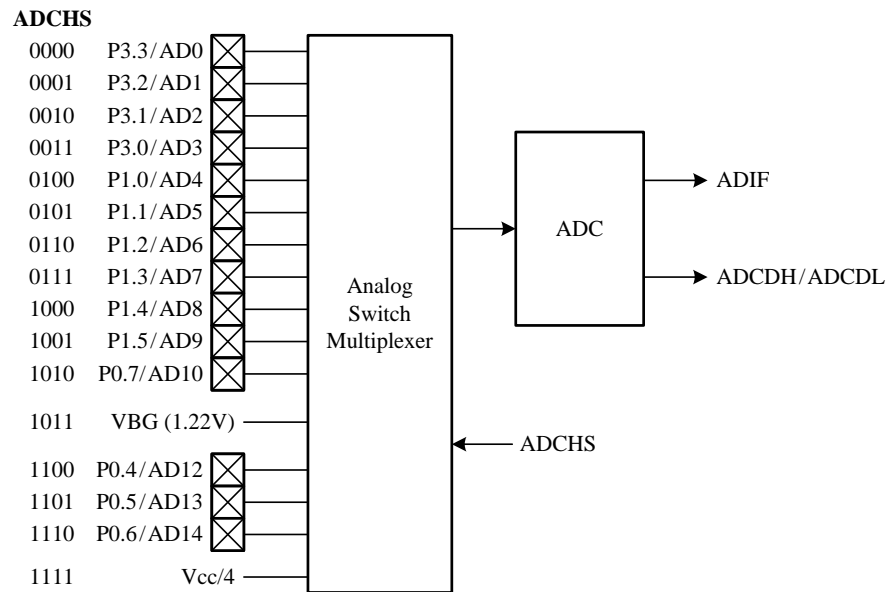 ADCHS
0000 P3.3/AD0
0001 P3.2/AD1
0010 P3.1/AD2
0011 P3.0/AD3
0100 P1.0/AD4
0101 P1.1/AD5
0110 P1.2/AD6
0111 P1.3/AD7
1000 P1.4/AD8
1001 P1.5/AD9
1010 P0.7/AD10
1011 VBG (1.22V)
1100 P0.4/AD12
1101 P0.5/AD13
1110 P0.6/AD14
1111 Vcc/4
Analog
Switch
Multiplexer
ADC
ADIF
ADCDH/ADCDL
ADCHS